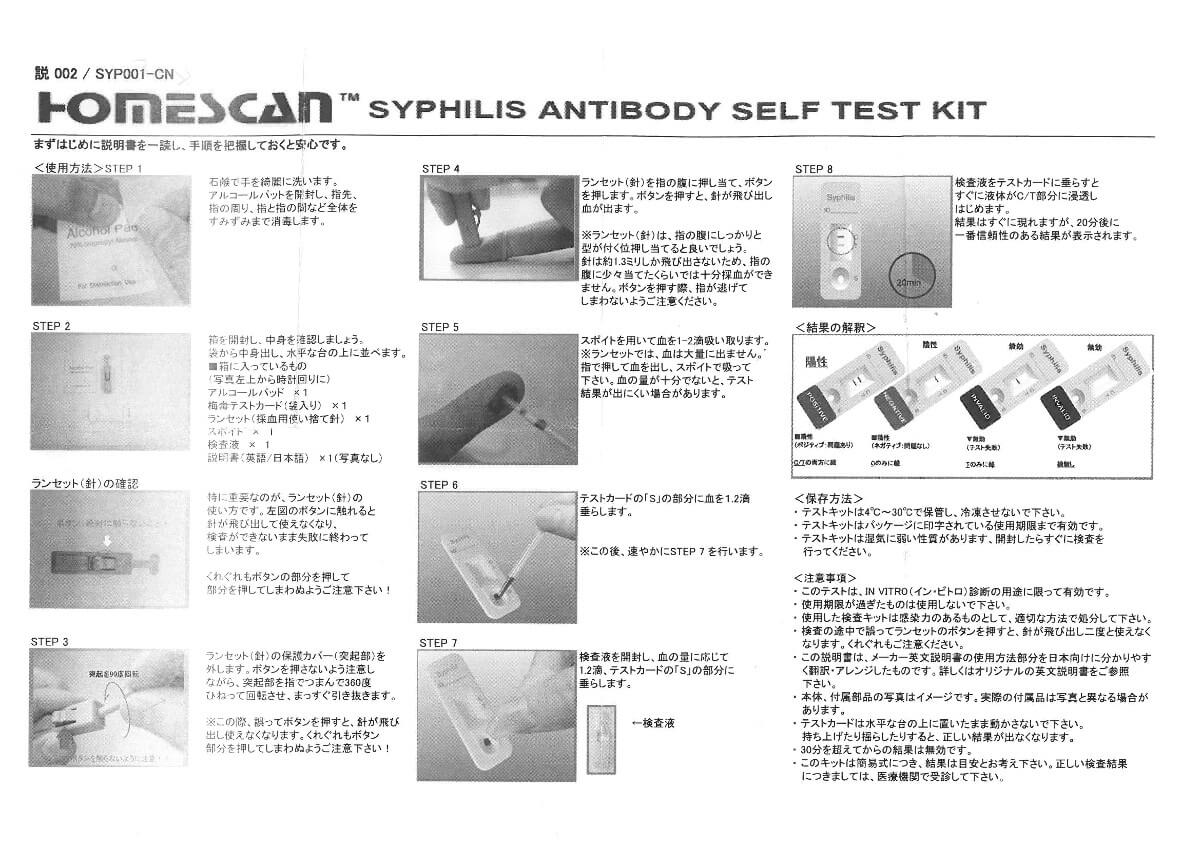 説 002 / SYP001-CN
HOMESCAN™ SYPHILIS ANTIBODY SELF TEST KIT
まずはじめに説明書を一読し、手順を把握しておくと安心です。
＜使用方法＞STEP 1
Alcohol Pad
70% Isopropyl Alcohol
石鹸で手を綺麗に洗います。
アルコールパットを開封し、指先、
指の周り、指と指の間など全体を
すみずみまで消毒します。
STEP 2
箱を開封し、中身を確認しましょう。
袋から中身出し、水平な台の上に並べます。
■箱に入っているもの
(写真左上から時計回りに)
アルコールパッド ×1
梅毒テストカード(袋入り) ×1
ランセット(採血用使い捨て針) ×1
スポイト × 1
検査液 × 1
説明書(英語/日本語) ×1(写真なし)
ランセット(針)の確認
特に重要なのが、ランセット(針)の
使い方です。左図のボタンに触れると
針が飛び出して使えなくなり、
検査ができないまま失敗に終わって
しまいます。
くれぐれもボタンの部分を押して
部分を押してしまわぬようご注意下さい！
STEP 3
突起を90度回転
ランセット(針)の保護カバー(突起部)を
外します。ボタンを押さないよう注意し
ながら、突起部を指でつまんで360度
ひねって回転させ、まっすぐ引き抜きます。
※この際、誤ってボタンを押すと、針が飛び
出し使えなくなります。くれぐれもボタン
部分を押してしまわぬようご注意下さい！
STEP 4
ランセット(針)を指の腹に押し当て、ボタン
を押します。ボタンを押すと、針が飛び出し
血が出ます。
※ランセット(針)は、指の腹にしっかりと
型が付く位押し当てると良いでしょう。
針は約1.3ミリしか飛び出さないため、指の
腹に少々当てたくらいでは十分採血ができ
ません。ボタンを押す際、指が逃げて
しまわないようご注意ください。
STEP 5
スポイトを用いて血を1-2滴吸い取ります。
※ランセットでは、血は大量に出ません。
指で押して血を出し、スポイトで吸って
下さい。血の量が十分でないと、テスト
結果が出にくい場合があります。
STEP 6
テストカードの「S」の部分に血を1.2滴
垂らします。
※この後、速やかにSTEP 7 を行います。
STEP 7
検査液を開封し、血の量に応じて
1.2滴、テストカードの「S」の部分に
垂らします。
←検査液
STEP 8
Syphilis
20min
検査液をテストカードに垂らすと
すぐに液体がC/T部分に浸透し
はじめます。
結果はすぐに現れますが、20分後に
一番信頼性のある結果が表示されます。
＜結果の解釈＞
陽性 陰性 無効 無効
Syphilis Syphilis Syphilis Syphilis
POSITIVE NEGATIVE INVALID INVALID
■陽性 ■陰性 ▼無効 ▼無効
(ポジティブ・問題あり) (ネガティブ・問題なし) (テスト失敗) (テスト失敗)
C/Tの両方に線 Cのみに線 Tのみに線 線無し
＜保存方法＞
・テストキットは4℃～30℃で保管し、冷凍させないで下さい。
・テストキットはパッケージに印字されている使用期限まで有効です。
・テストキットは湿気に弱い性質があります、開封したらすぐに検査を
行ってください。
＜注意事項＞
・このテストは、IN VITRO(イン・ビトロ)診断の用途に限って有効です。
・使用期限が過ぎたものは使用しないで下さい。
・使用した検査キットは感染力のあるものとして、適切な方法で処分して下さい。
・検査の途中で誤ってランセットのボタンを押すと、針が飛び出し二度と使えなく
なります。くれぐれもご注意ください。
・この説明書は、メーカー英文説明書の使用方法部分を日本向けに分かりやす
く翻訳・アレンジしたものです。詳しくはオリジナルの英文説明書をご参照
下さい。
・本体、付属部品の写真はイメージです。実際の付属品は写真と異なる場合が
あります。
・テストカードは水平な台の上に置いたまま動かさないで下さい。
持ち上げたり揺らしたりすると、正しい結果が出なくなります。
・30分を超えてからの結果は無効です。
・このキットは簡易式につき、結果は目安とお考え下さい。正しい検査結果
につきましては、医療機関で受診して下さい。